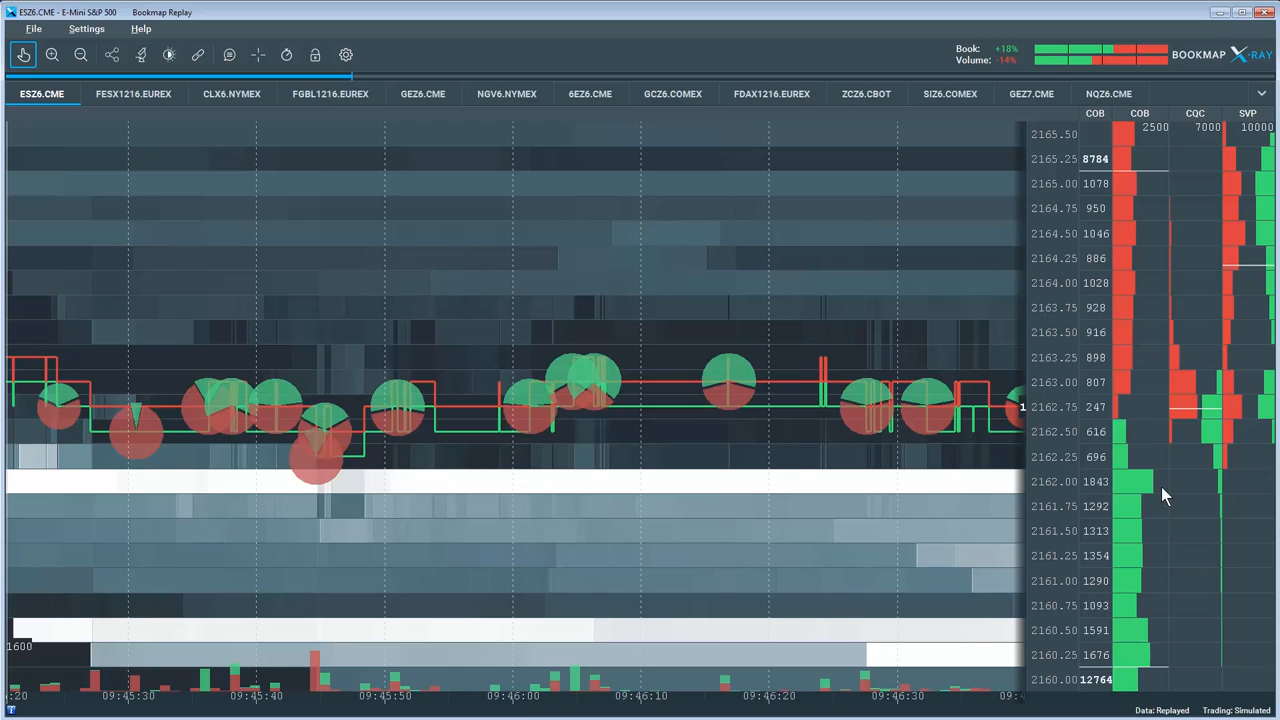 ESZ6.CME - E-Mini S&P 500 Bookmap Replay
File Settings Help
Book: +18%
Volume: -14%
BOOKMAP X-RAY
ESZ6.CME FESX1216.EUREX CLX6.NYMEX FGBL1216.EUREX GEZ6.CME NGV6.NYMEX 6EZ6.CME GCZ6.COMEX FDAX1216.EUREX ZCZ6.CBOT SIZ6.COMEX GEZ7.CME NQZ6.CME
COB COB CQC SVP
2165.50 2500 7000 10000
2165.25 8784
2165.00 1078
2164.75 950
2164.50 1046
2164.25 886
2164.00 1028
2163.75 928
2163.50 916
2163.25 898
2163.00 807
1 2162.75 247
2162.50 616
2162.25 696
2162.00 1843
2161.75 1292
2161.50 1313
2161.25 1354
2161.00 1290
2160.75 1093
2160.50 1591
1600
2160.25 1676
2160.00 12764
:20 09:45:30 09:45:40 09:45:50 09:46:00 09:46:10 09:46:20 09:46:30 09:4
Data: Replayed Trading: Simulated